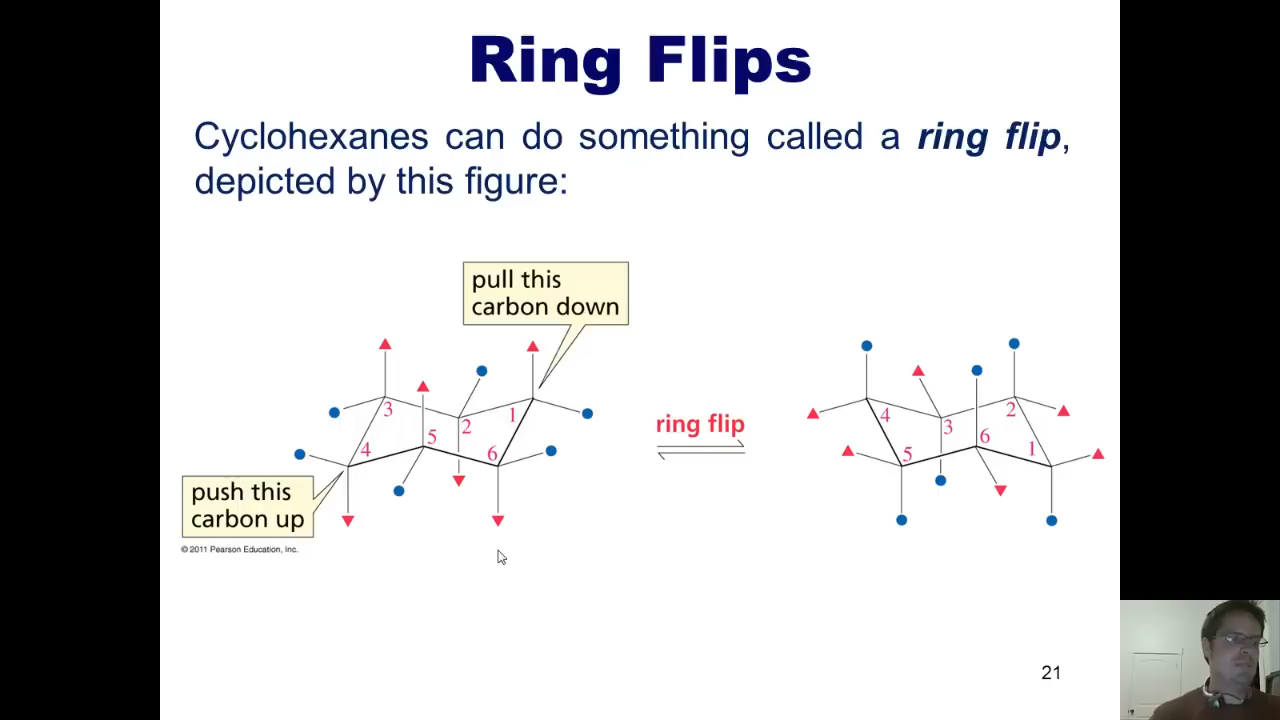 Ring Flips
Cyclohexanes can do something called a ring flip,
depicted by this figure:
pull this
carbon down
3
2
1
5
4
6
push this
carbon up
ring flip
4
3
2
6
5
1
© 2011 Pearson Education, Inc.
21